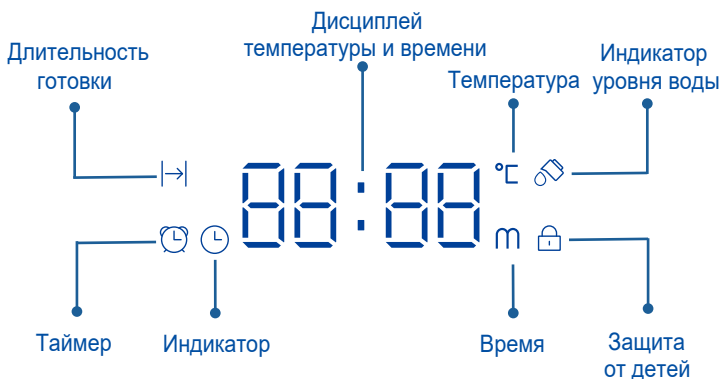 Дисциплей
температуры и времени
Длительность
готовки
Температура
Индикатор
уровня воды
88:88
°C
m
Таймер
Индикатор
Время
Защита
от детей